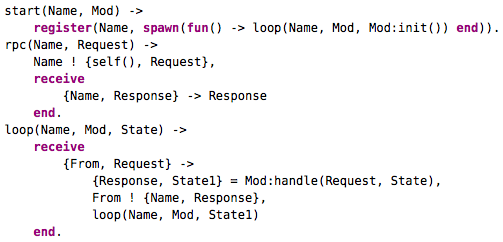 start(Name, Mod) ->
    register(Name, spawn(fun() -> loop(Name, Mod, Mod:init()) end)).
rpc(Name, Request) ->
    Name ! {self(), Request},
    receive
        {Name, Response} -> Response
    end.
loop(Name, Mod, State) ->
    receive
        {From, Request} ->
            {Response, State1} = Mod:handle(Request, State),
            From ! {Name, Response},
            loop(Name, Mod, State1)
    end.